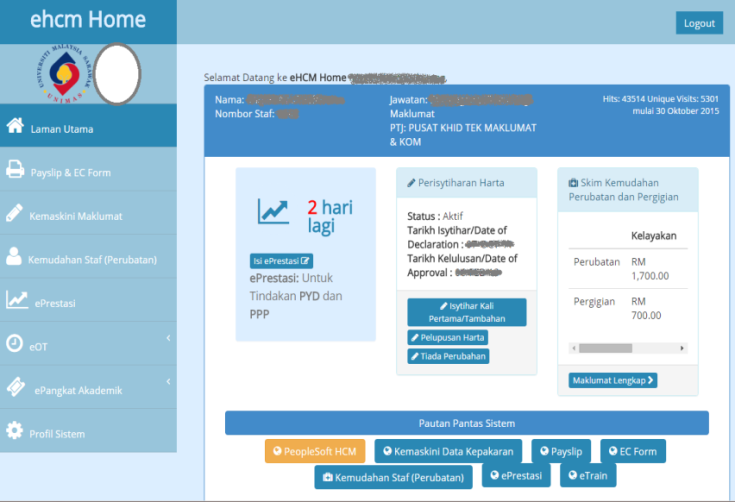 ehcm Home
Logout
UNIVERSITI MALAYSIA SARAWAK
UNIMAS
Laman Utama
Payslip & EC Form
Kemaskini Maklumat
Kemudahan Staf (Perubatan)
ePrestasi
eOT
ePangkat Akademik
Profil Sistem
Selamat Datang ke eHCM Home
Nama:
Nombor Staf:
Jawatan:
Maklumat
PTJ: PUSAT KHID TEK MAKLUMAT
& KOM
Hits: 43514 Unique Visits: 5301
mulai 30 Oktober 2015
2 hari
lagi
Isi ePrestasi
ePrestasi: Untuk
Tindakan PYD dan
PPP
Perisytiharan Harta
Status : Aktif
Tarikh Isytihar/Date of
Declaration :
Tarikh Kelulusan/Date of
Approval :
Isytihar Kali
Pertama/Tambahan
Pelupusan Harta
Tiada Perubahan
Skim Kemudahan
Perubatan dan Pergigian
Kelayakan
Perubatan RM
1,700.00
Pergigian RM
700.00
Maklumat Lengkap
Pautan Pantas Sistem
PeopleSoft HCM
Kemaskini Data Kepakaran
Payslip
EC Form
Kemudahan Staf (Perubatan)
ePrestasi
eTrain